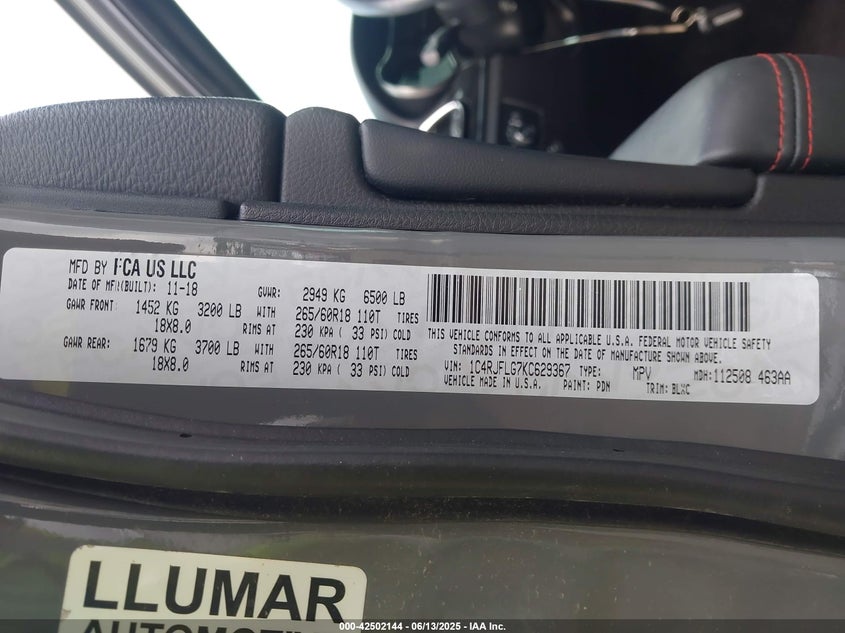 MFD BY FCA US LLC
DATE OF MFR(BUILT): 11-18 GVWR: 2949 KG 6500 LB
GAWR FRONT: 1452 KG 3200 LB WITH 265/60R18 110T TIRES
18X8.0 RIMS AT 230 KPA ( 33 PSI) COLD
GAWR REAR: 1679 KG 3700 LB WITH 265/60R18 110T TIRES
18X8.0 RIMS AT 230 KPA ( 33 PSI) COLD
THIS VEHICLE CONFORMS TO ALL APPLICABLE U.S.A. FEDERAL MOTOR VEHICLE SAFETY
STANDARDS IN EFFECT ON THE DATE OF MANUFACTURE SHOWN ABOVE.
VIN: 1C4RJFLG7KC629367 TYPE: MPV MDH: 112508 463AA
VEHICLE MADE IN U.S.A. PAINT: PDN TRIM: BLXC
LLUMAR
000-42502144 - 06/13/2025 - IAA Inc.